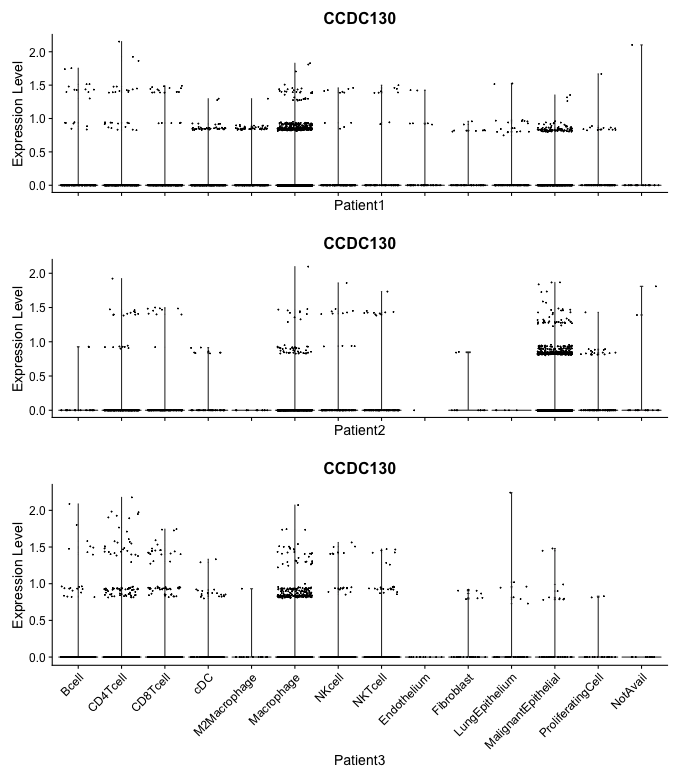 CCDC130
Expression Level
2.0
1.5
1.0
0.5
0.0
Patient1
CCDC130
Expression Level
2.0
1.5
1.0
0.5
0.0
Patient2
CCDC130
Expression Level
2.0
1.5
1.0
0.5
0.0
Bcell
CD4Tcell
CD8Tcell
cDC
M2Macrophage
Macrophage
NKcell
NKTcell
Endothelium
Fibroblast
LungEpithelium
MalignantEpithelial
ProliferatingCell
NotAvail
Patient3